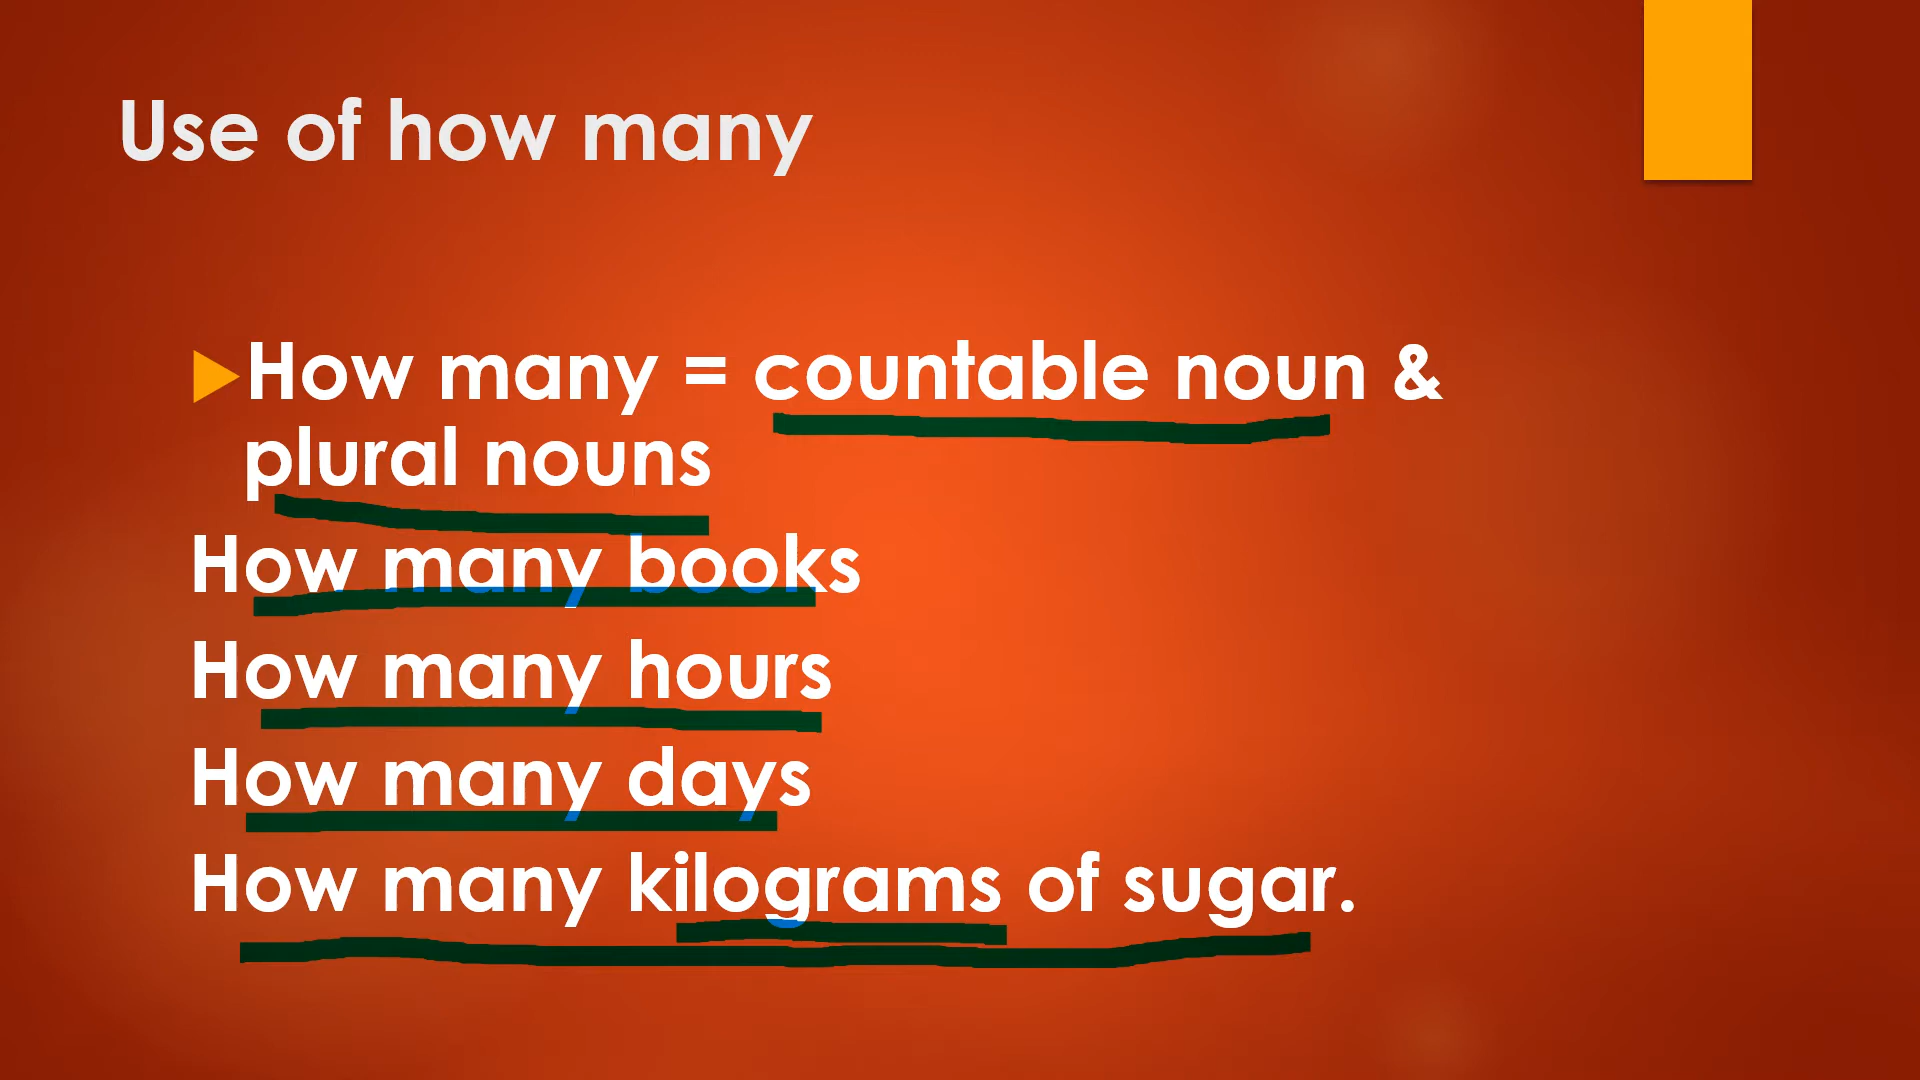 Use of how many
How many = countable noun &
plural nouns
How many books
How many hours
How many days
How many kilograms of sugar.